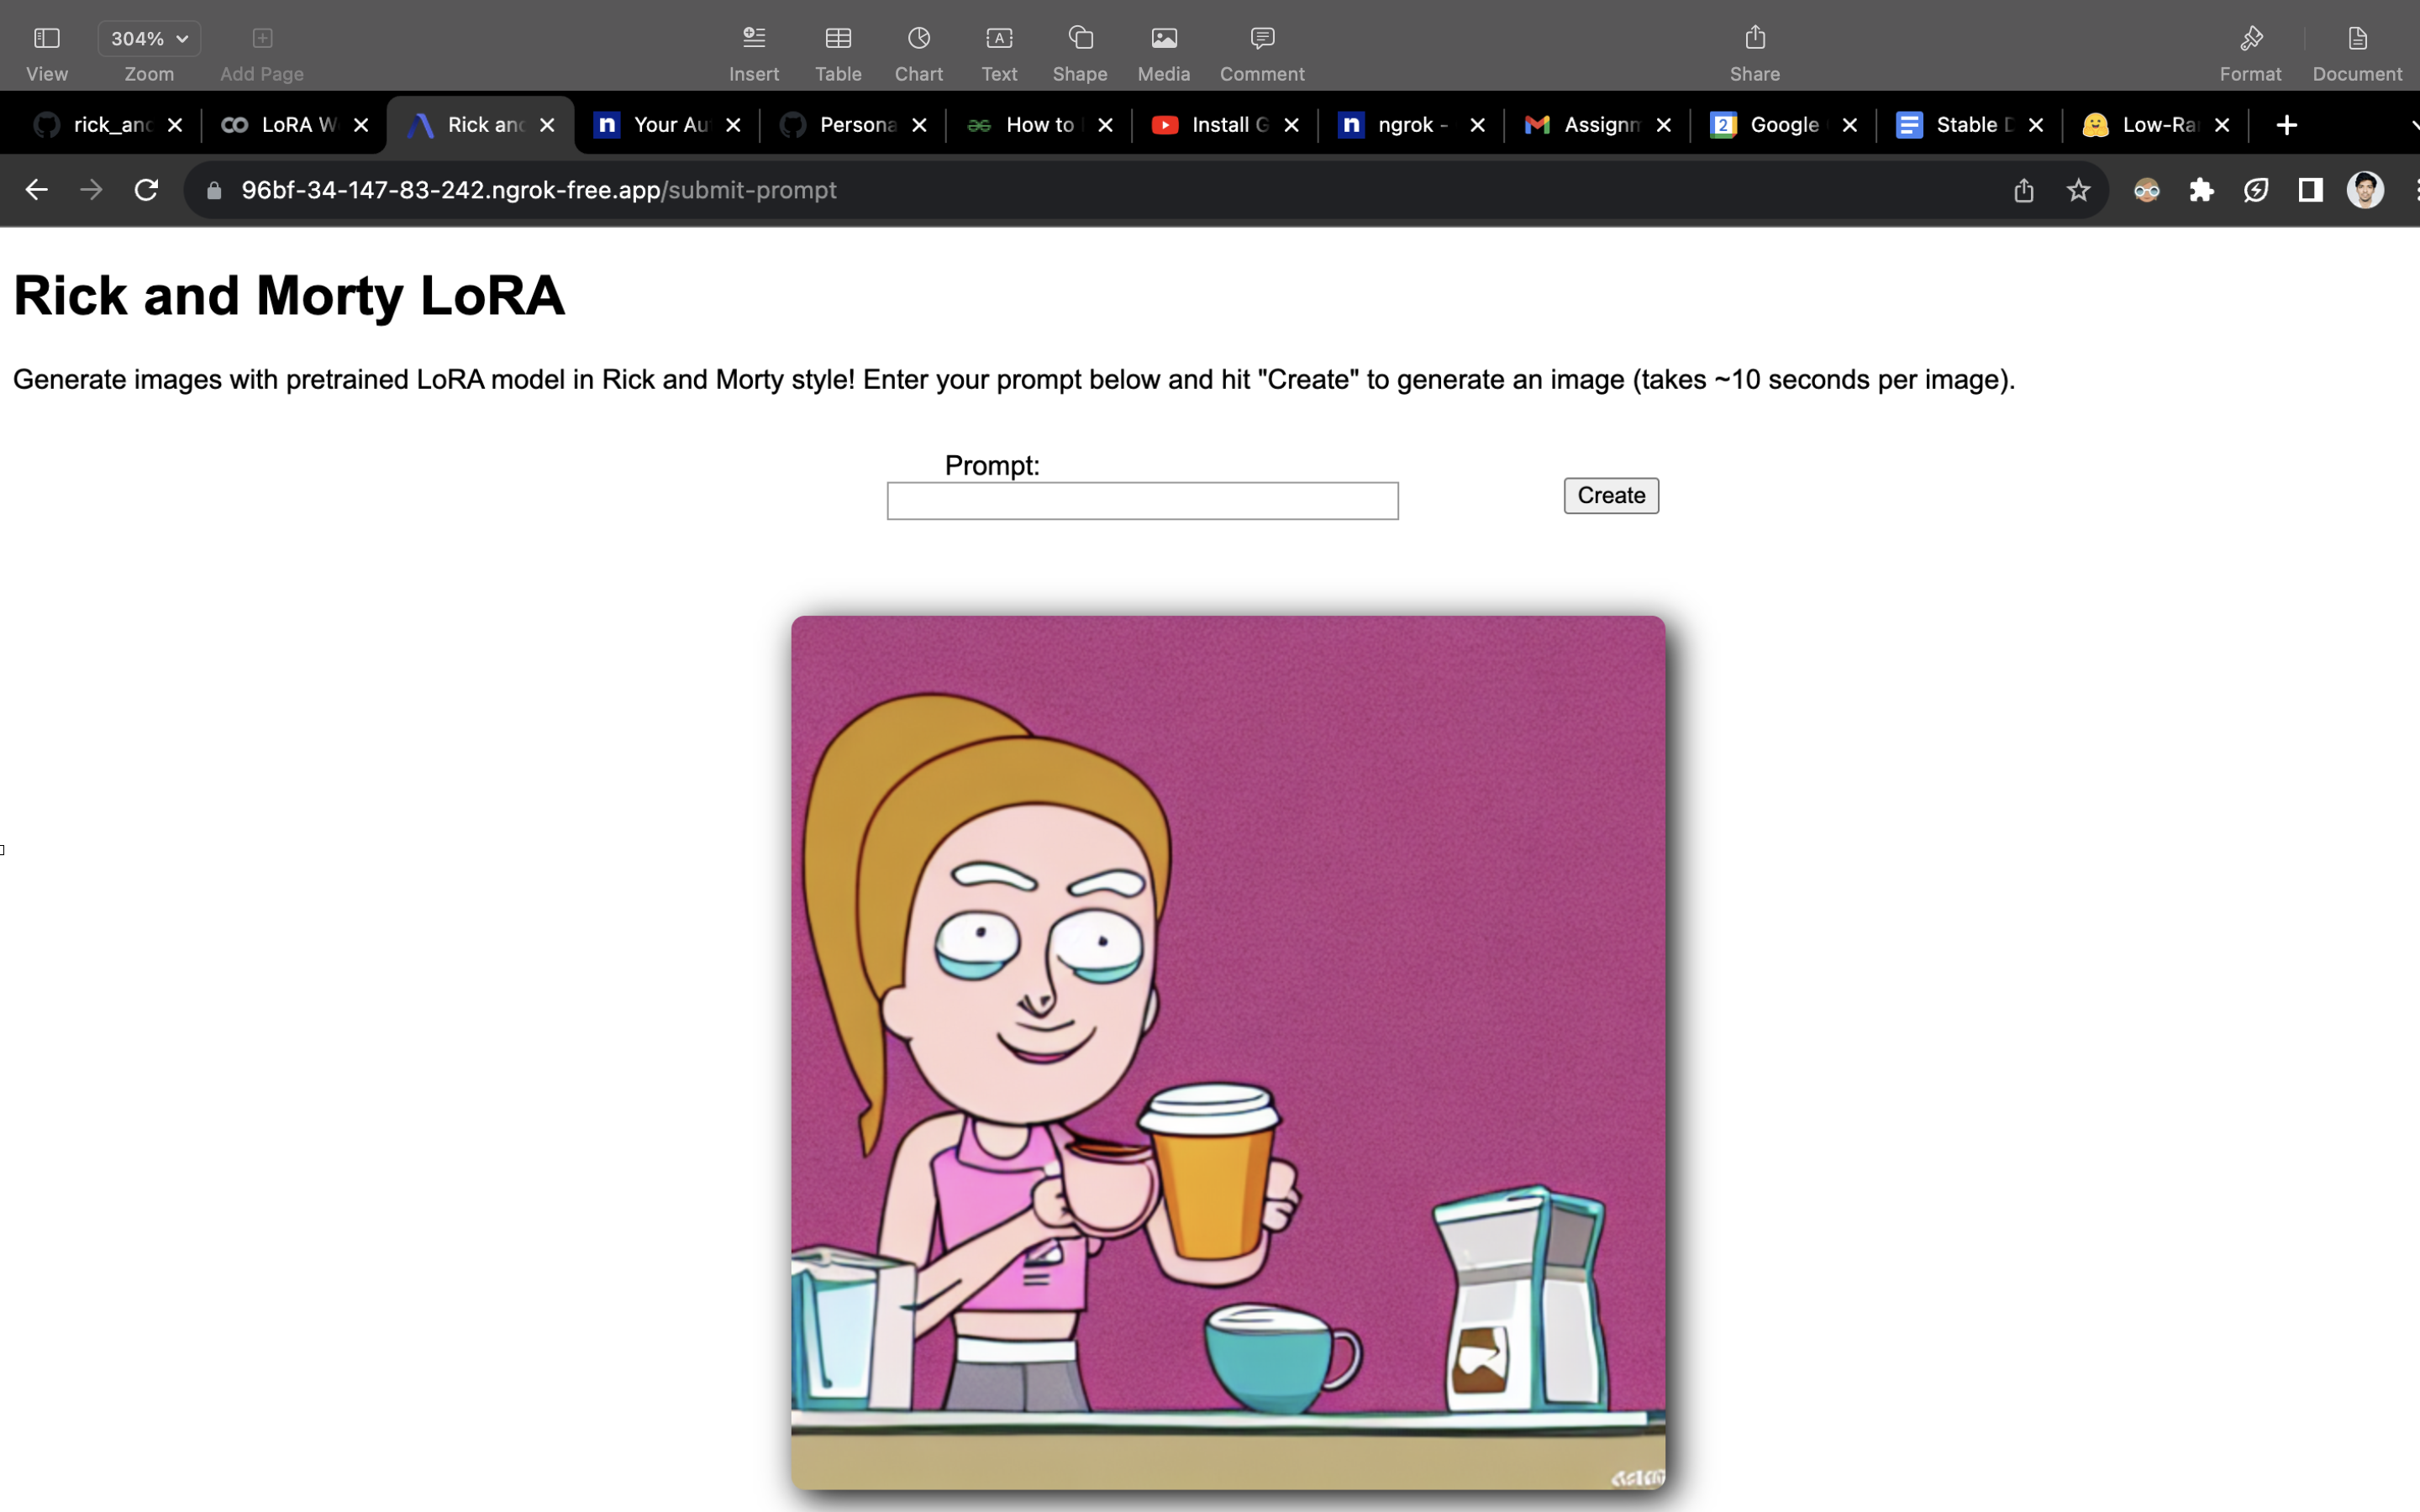 304%
View Zoom Add Page Insert Table Chart Text Shape Media Comment Share Format Document
rick_and LoRA W Rick and Your Au Persona How to Install G ngrok - Assignm Google Stable D Low-Ra
96bf-34-147-83-242.ngrok-free.app/submit-prompt
Rick and Morty LoRA
Generate images with pretrained LoRA model in Rick and Morty style! Enter your prompt below and hit "Create" to generate an image (takes ~10 seconds per image).
Prompt:
Create